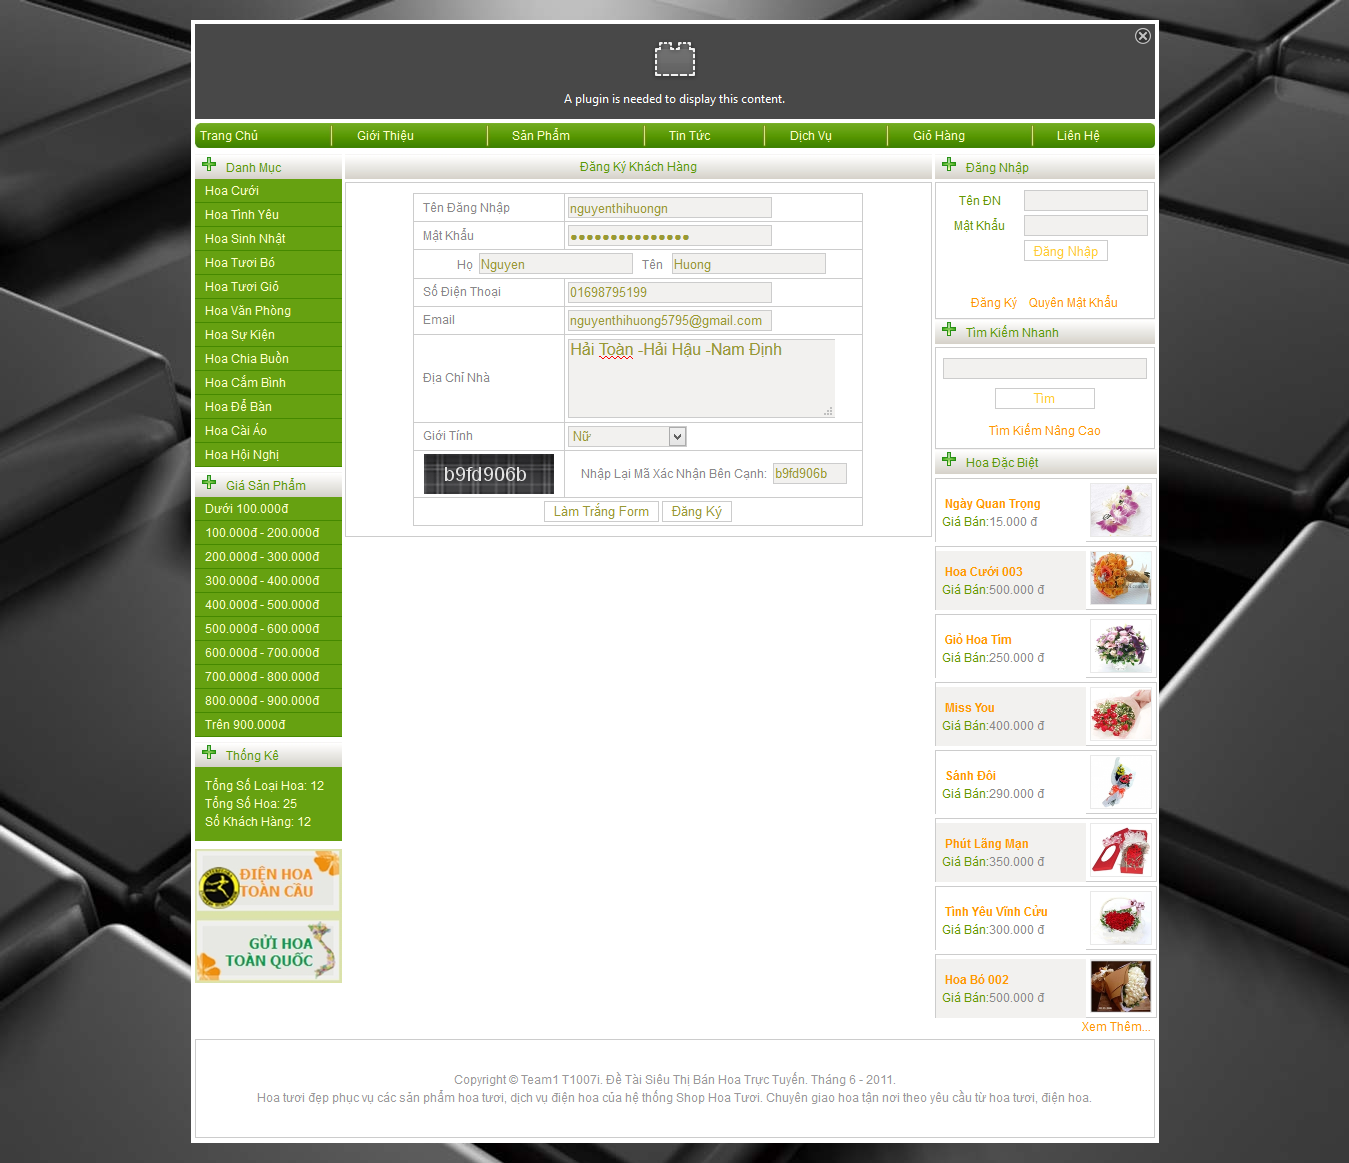 A plugin is needed to display this content.
Trang Chủ Giới Thiệu Sản Phẩm Tin Tức Dịch Vụ Giỏ Hàng Liên Hệ
Danh Mục
Hoa Cưới
Hoa Tình Yêu
Hoa Sinh Nhật
Hoa Tươi Bó
Hoa Tươi Giỏ
Hoa Văn Phòng
Hoa Sự Kiện
Hoa Chia Buồn
Hoa Cắm Bình
Hoa Để Bàn
Hoa Cài Áo
Hoa Hội Nghị
Giá Sản Phẩm
Dưới 100.000đ
100.000đ - 200.000đ
200.000đ - 300.000đ
300.000đ - 400.000đ
400.000đ - 500.000đ
500.000đ - 600.000đ
600.000đ - 700.000đ
700.000đ - 800.000đ
800.000đ - 900.000đ
Trên 900.000đ
Thống Kê
Tổng Số Loại Hoa: 12
Tổng Số Hoa: 25
Số Khách Hàng: 12
ĐIỆN HOA
TOÀN CẦU
GỬI HOA
TOÀN QUỐC
Đăng Ký Khách Hàng
Tên Đăng Nhập nguyenthihuongn
Mật Khẩu ●●●●●●●●●●●●●●●
Họ Nguyen Tên Huong
Số Điện Thoại 01698795199
Email nguyenthihuong5795@gmail.com
Địa Chỉ Nhà Hải Toàn -Hải Hậu -Nam Định
Giới Tính Nữ
b9fd906b Nhập Lại Mã Xác Nhận Bên Cạnh: b9fd906b
Làm Trắng Form Đăng Ký
Đăng Nhập
Tên ĐN
Mật Khẩu
Đăng Nhập
Đăng Ký Quyên Mật Khẩu
Tìm Kiếm Nhanh
Tìm
Tìm Kiếm Nâng Cao
Hoa Đặc Biệt
Ngày Quan Trọng
Giá Bán:15.000 đ
Hoa Cưới 003
Giá Bán:500.000 đ
Giỏ Hoa Tím
Giá Bán:250.000 đ
Miss You
Giá Bán:400.000 đ
Sánh Đôi
Giá Bán:290.000 đ
Phút Lãng Mạn
Giá Bán:350.000 đ
Tình Yêu Vĩnh Cửu
Giá Bán:300.000 đ
Hoa Bó 002
Giá Bán:500.000 đ
Xem Thêm...
Copyright © Team1 T1007i. Đề Tài Siêu Thị Bán Hoa Trực Tuyến. Tháng 6 - 2011.
Hoa tươi đẹp phục vụ các sản phẩm hoa tươi, dịch vụ điện hoa của hệ thống Shop Hoa Tươi. Chuyên giao hoa tận nơi theo yêu cầu từ hoa tươi, điện hoa.